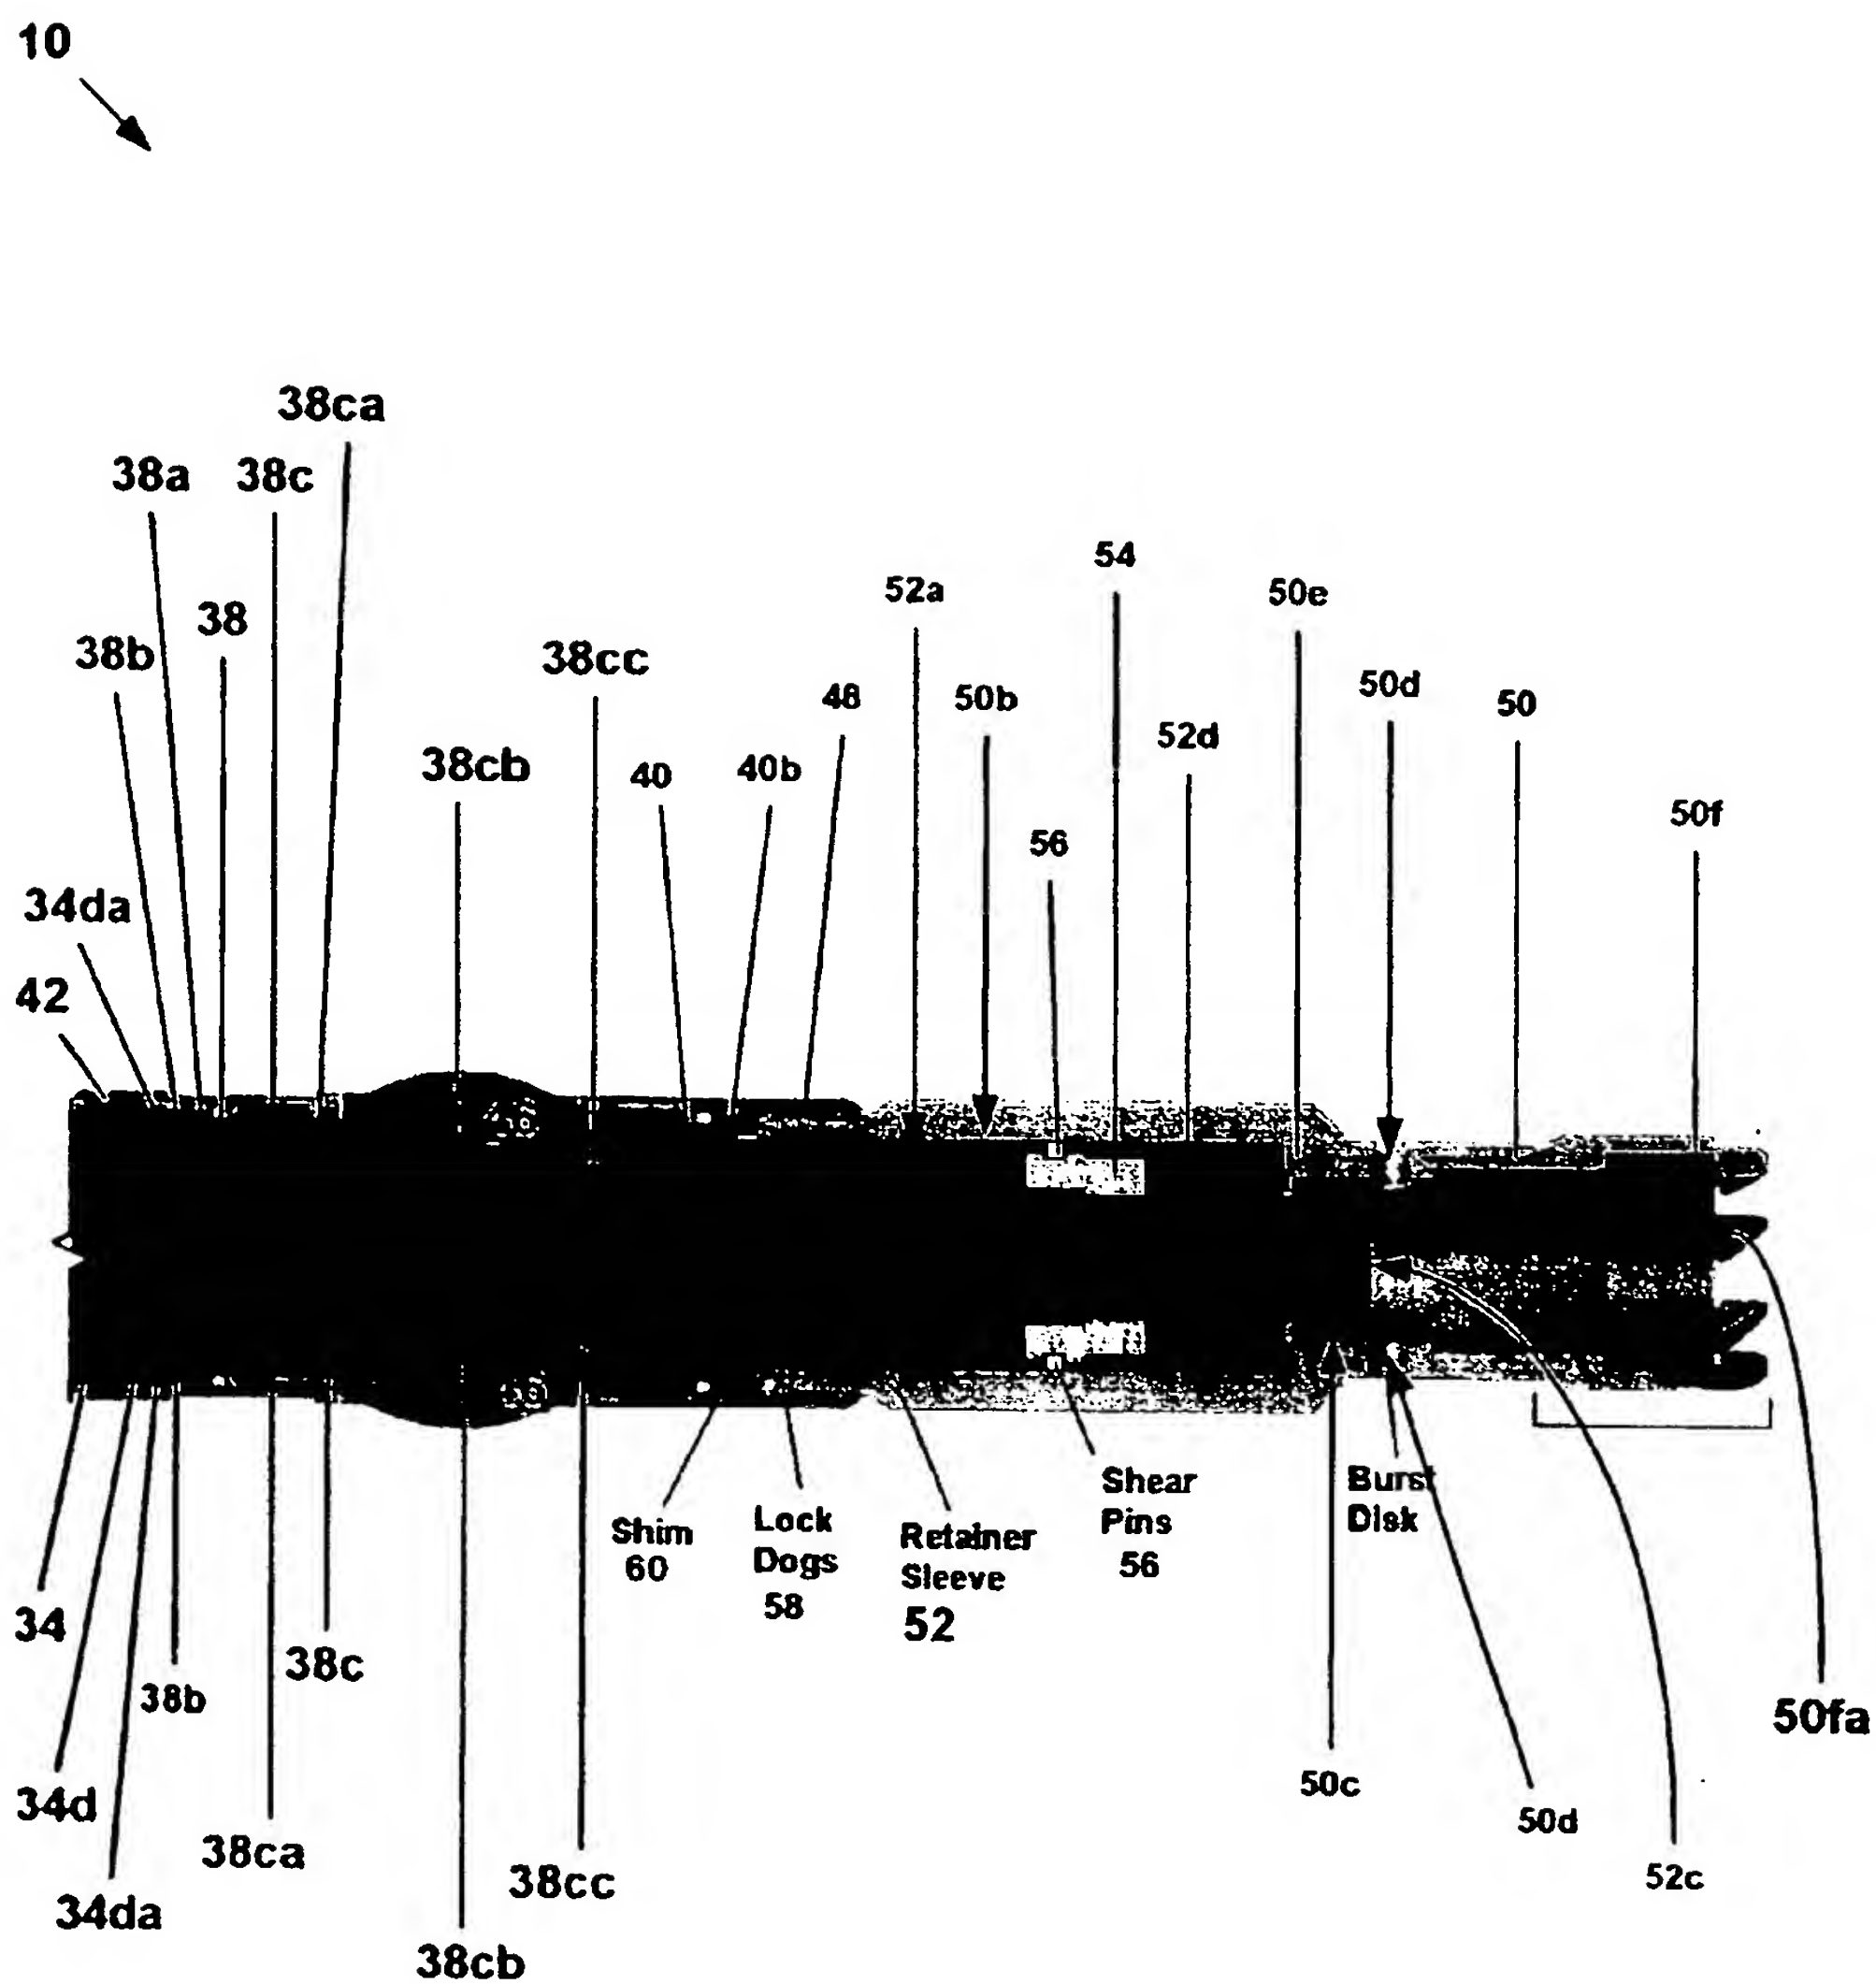 10
38ca
38a 38c
52a
54
50e
38
38b
38cc
48
50b
50d
50
52d
38cb
40
40b
50f
56
34da
42
Shim
60
Lock
Dogs
58
Retainer
Sleeve
52
Shear
Pins
56
Burst
Disk
34
38c
38b
50fa
50c
34d
50d
38ca
52c
38cc
34da
38cb